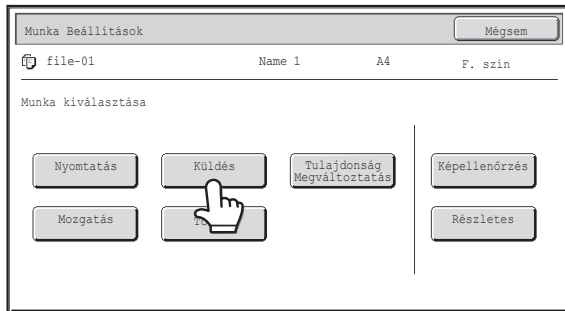 Munka Beállítások
Mégsem
file-01 Name 1 A4 F. szín
Munka kiválasztása
Nyomtatás Küldés Tulajdonság Képellenőrzés
Megváltoztatás
Mozgatás Részletes